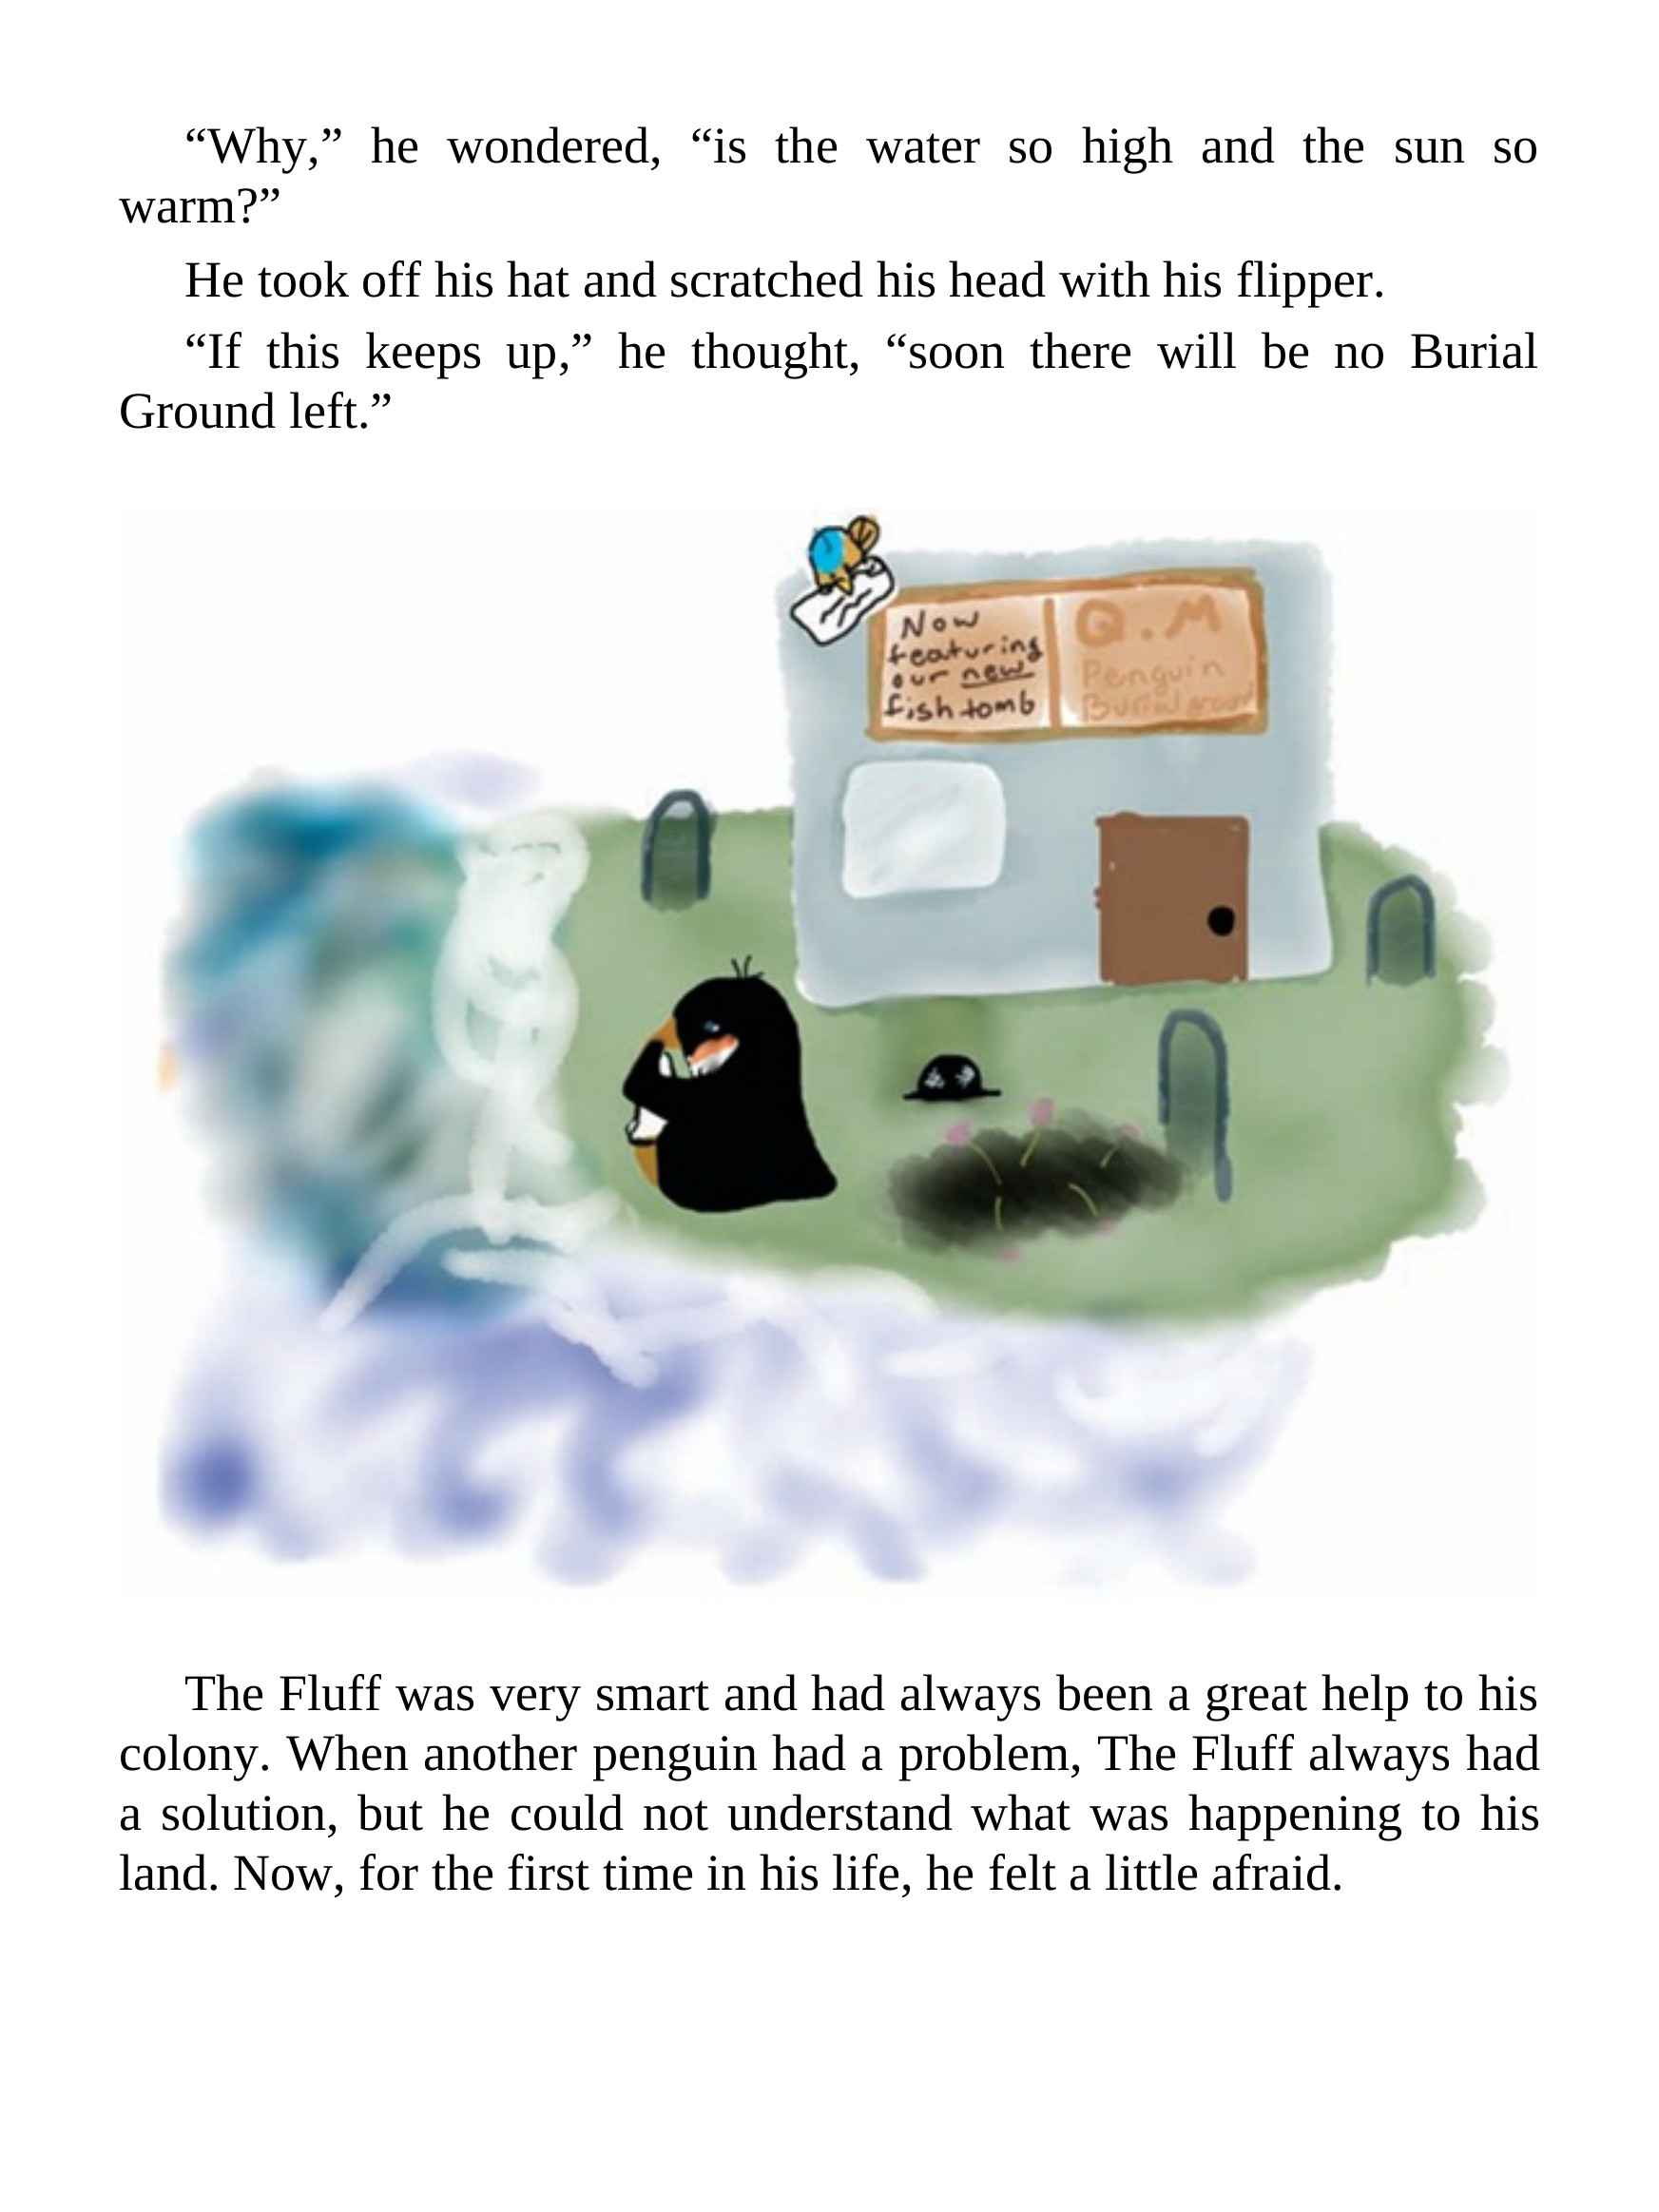 “Why,” he wondered, “is the water so high and the sun so
warm?”
He took off his hat and scratched his head with his flipper.
“If this keeps up,” he thought, “soon there will be no Burial
Ground left.”
Now
featuring
our new
fish tomb
Q.M
Penguin
Burial
The Fluff was very smart and had always been a great help to his
colony. When another penguin had a problem, The Fluff always had
a solution, but he could not understand what was happening to his
land. Now, for the first time in his life, he felt a little afraid.